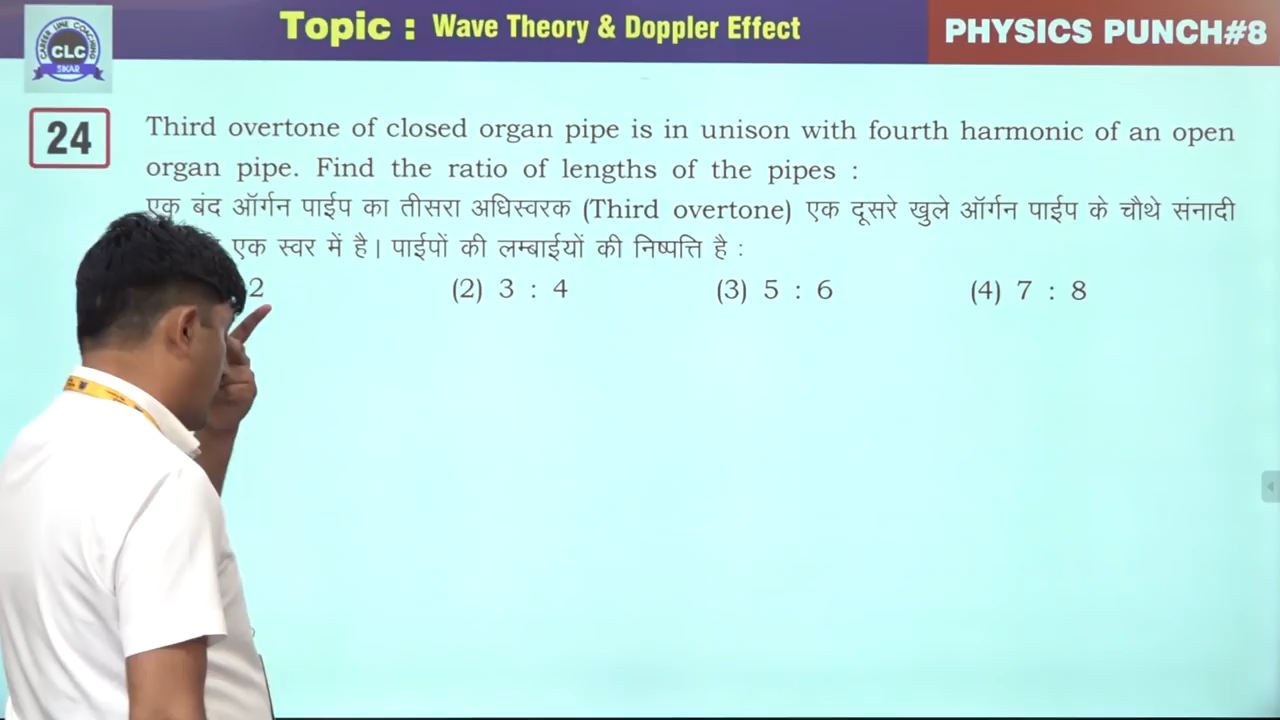 Topic : Wave Theory & Doppler Effect
PHYSICS PUNCH#8
CAREER LINE COACHING
CLC
SIKAR
24
Third overtone of closed organ pipe is in unison with fourth harmonic of an open
organ pipe. Find the ratio of lengths of the pipes :
एक बंद ऑर्गन पाईप का तीसरा अधिस्वरक (Third overtone) एक दूसरे खुले ऑर्गन पाईप के चौथे संनादी
एक स्वर में है। पाईपों की लम्बाईयों की निष्पत्ति है :
2
(2) 3 : 4
(3) 5 : 6
(4) 7 : 8